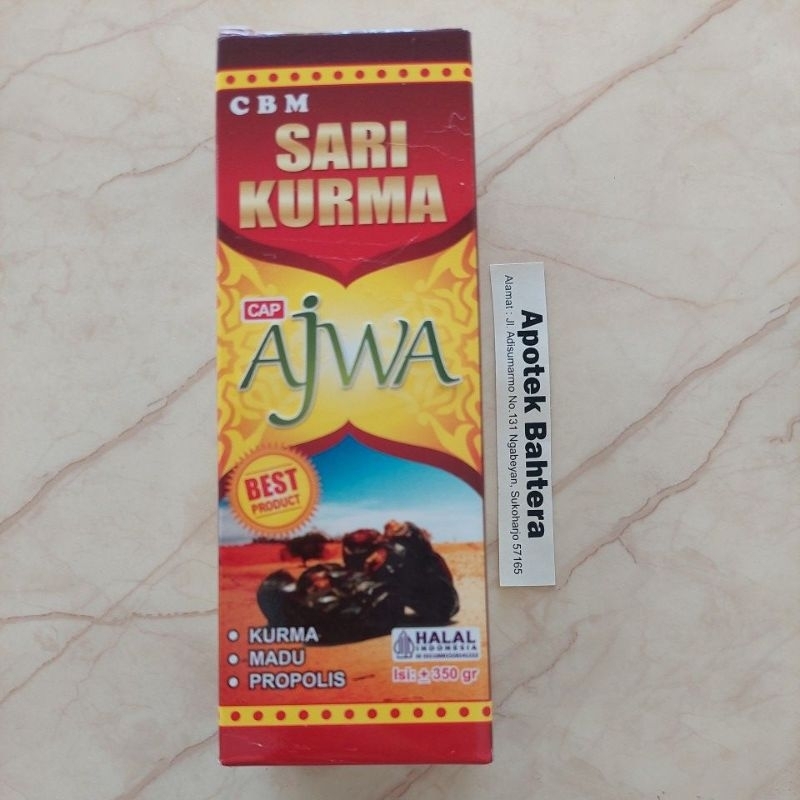 CBM
SARI
KURMA
CAP
AJWA
BEST
PRODUCT
• KURMA
• MADU
• PROPOLIS
HALAL
INDONESIA
Isi: ± 350 gr
Apotek Bahtera
Alamat : Jl. Adisumarmo No.131 Ngabeyan, Sukoharjo 57165